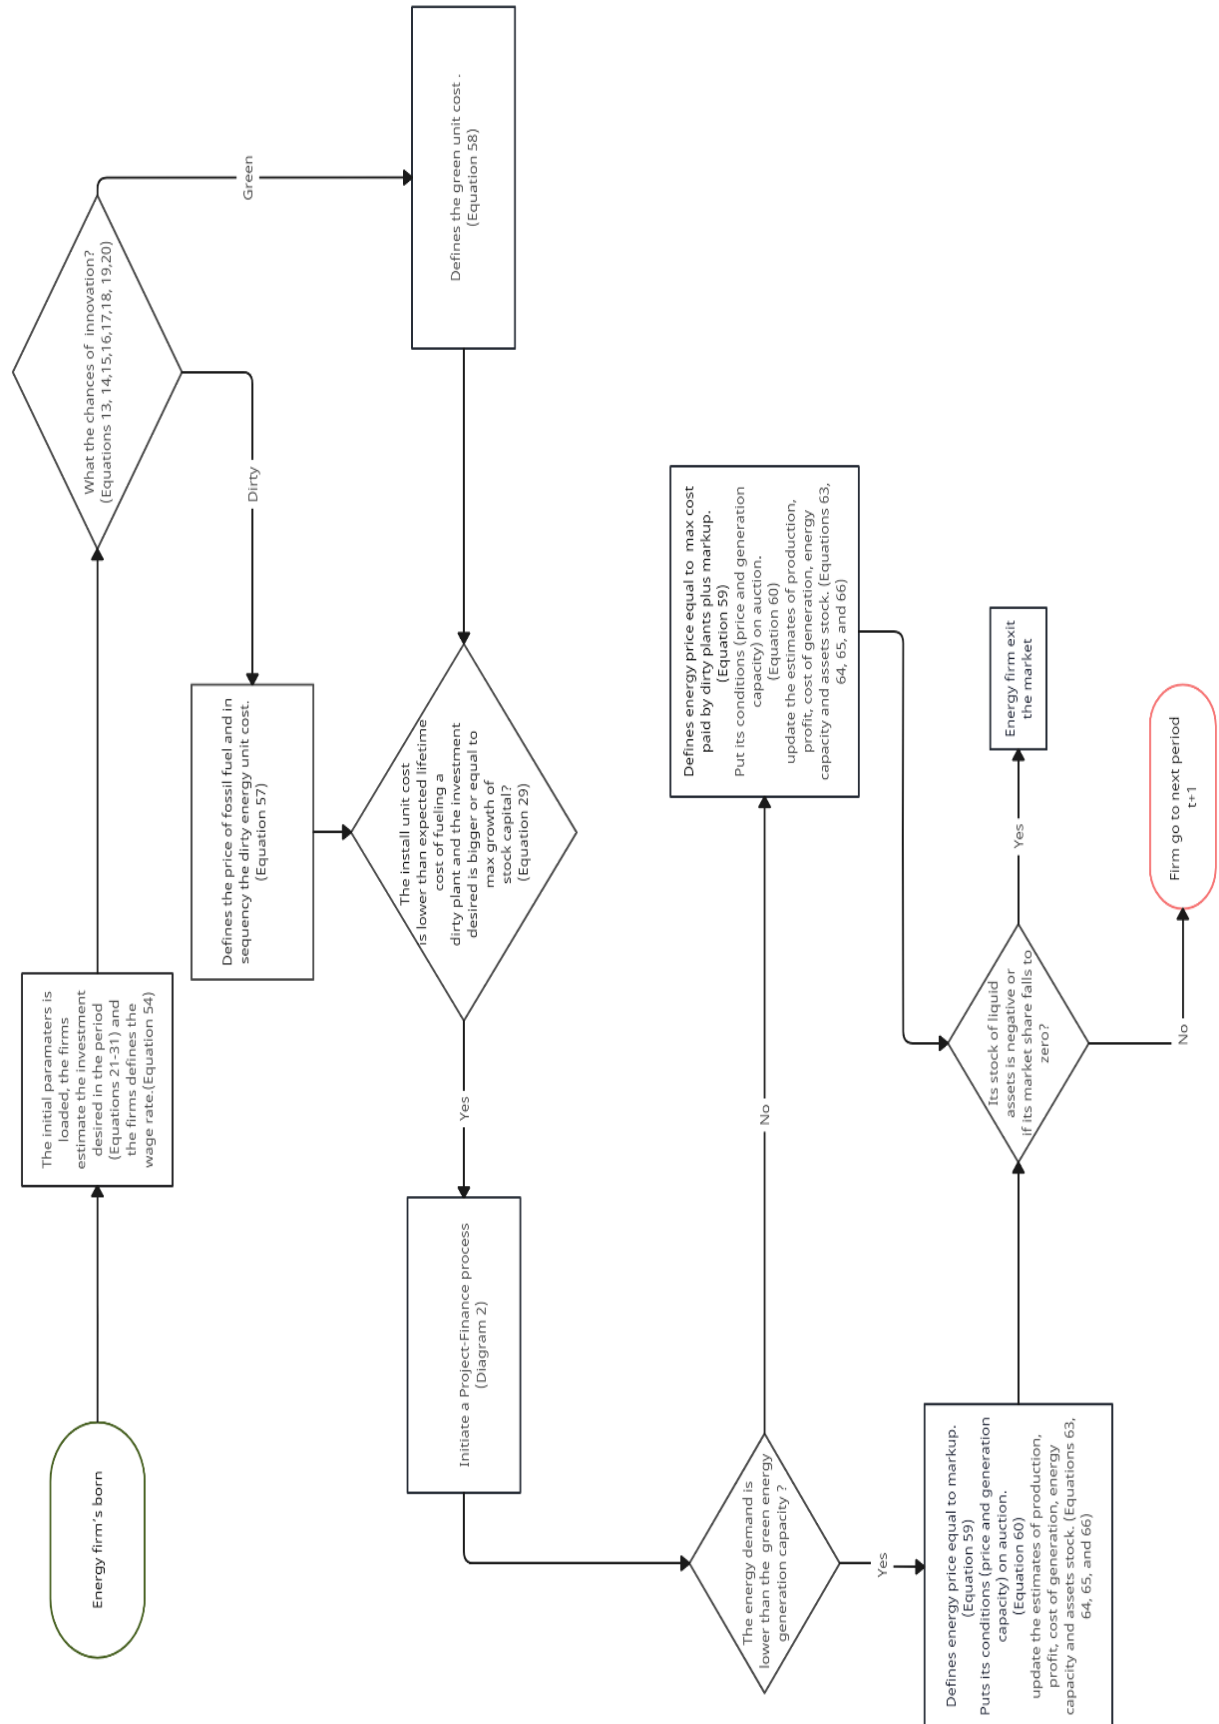 Energy firm's born
The initial paramaters is
loaded, the firms
estimate the investment
desired in the period
(Equations 21-31) and
the firms defines the
wage rate.(Equation 54)
What the chances of  innovation?
(Equations 13, 14,15,16,17,18, 19,20)
Green
Dirty
Defines the green unit cost .
(Equation 58)
Defines the price of fossil fuel and in
sequency the dirty energy unit cost.
(Equation 57)
The install unit cost
is lower than expected lifetime
cost of fueling a
dirty plant and the investment
desired is bigger or equal to
max growth of
stock capital?
(Equation 29)
Yes
Initiate a Project-Finance process
(Diagram 2)
The energy demand is
lower than the  green energy
generation capacity ?
No
Defines energy price equal to  max cost
paid by dirty plants plus markup.
(Equation 59)
Put its conditions (price and generation
capacity) on auction.
(Equation 60)
update the estimates of production,
profit, cost of generation, energy
capacity and assets stock. (Equations 63,
64, 65, and 66)
Yes
Defines energy price equal to markup.
(Equation 59)
Puts its conditions (price and generation
capacity) on auction.
(Equation 60)
update the estimates of production,
profit, cost of generation, energy
capacity and assets stock. (Equations 63,
64, 65, and 66)
Its stock of liquid
assets is negative or
if its market share falls to
zero?
Yes
Energy firm exit
the market
No
Firm go to next period
t+1